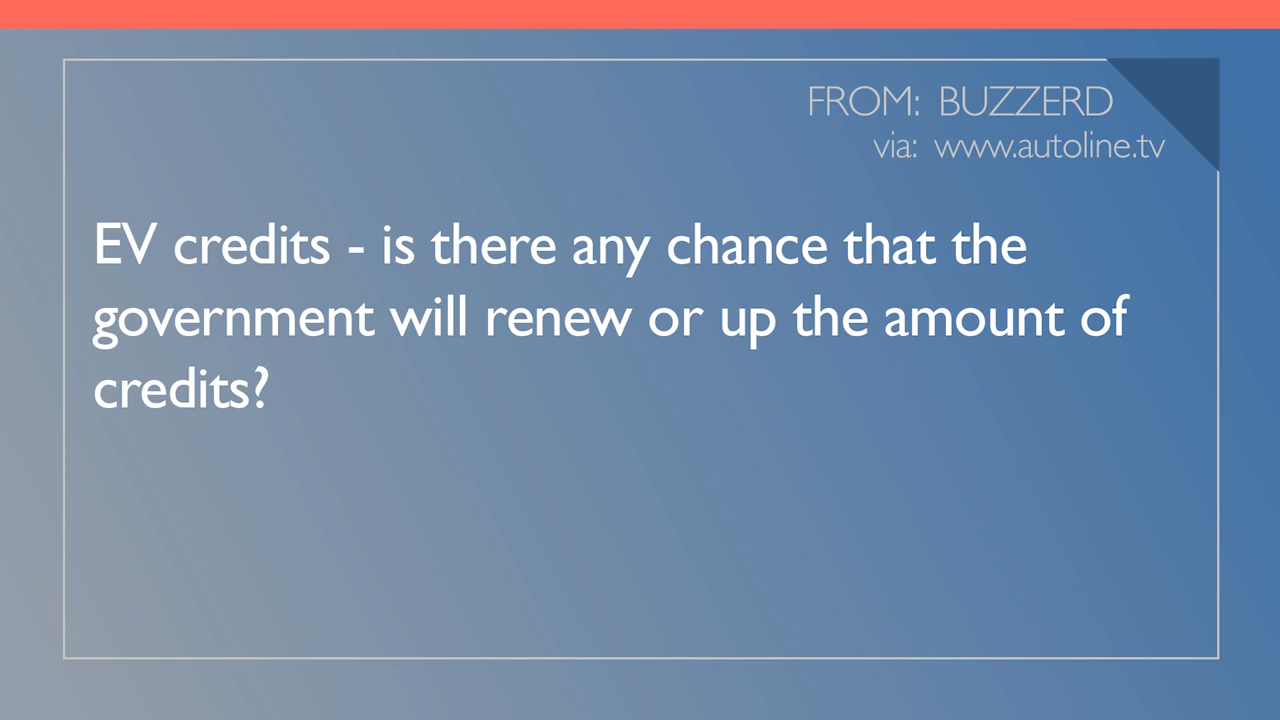 FROM: BUZZERD
via: www.autoline.tv
EV credits - is there any chance that the
government will renew or up the amount of
credits?